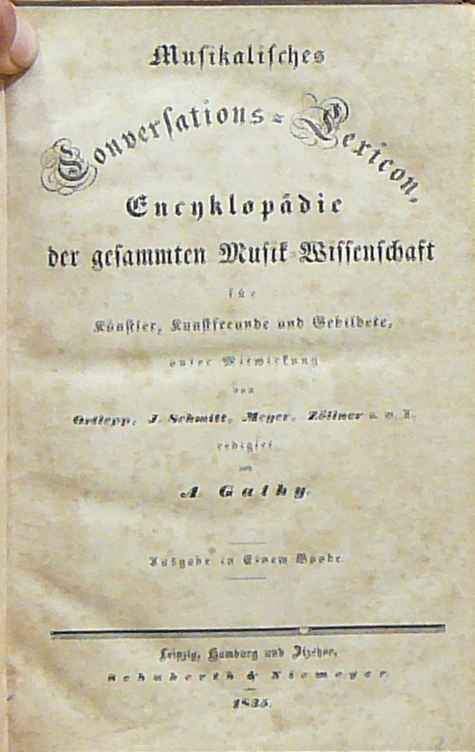 Musikalisches
Conversations-Lexicon,
Encyklopädie
der gesammten Musik-Wissenschaft
für
Künstler, Kunstfreunde und Gebildete,
unter Mitwirkung
von
Ortlepp, J. Schmitt, Meyer, Zöllner u. v. A.
redigirt
von
A. Gathy.
Ausgabe in Einem Bande.
Leipzig, Hamburg und Itzehoe,
Schuberth & Niemeyer.
1835.